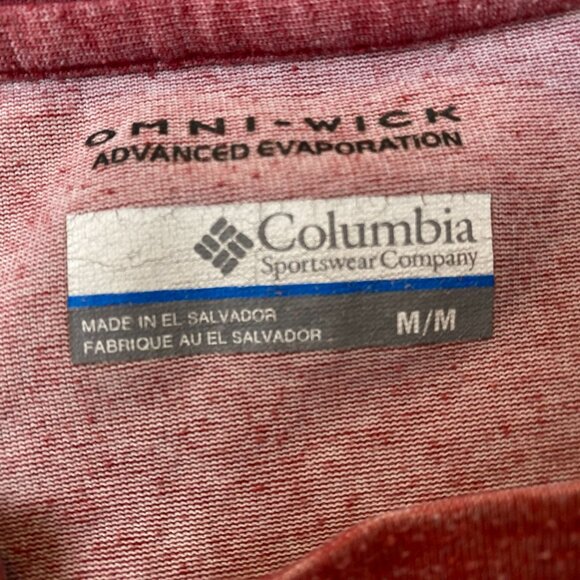 OMNI-WICK
ADVANCED EVAPORATION
Columbia
Sportswear Company
MADE IN EL SALVADOR
FABRIQUE AU EL SALVADOR
M/M